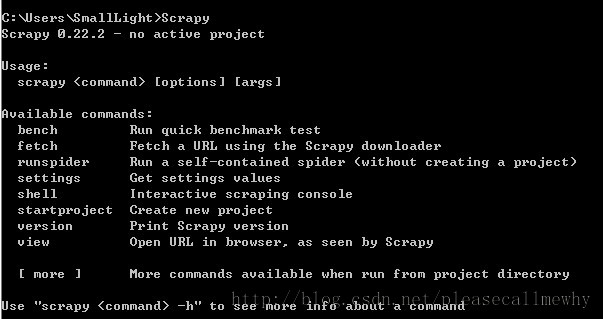 C:\Users\SmallLight>Scrapy
Scrapy 0.22.2 - no active project
Usage:
scrapy <command> [options] [args]
Available commands:
bench Run quick benchmark test
fetch Fetch a URL using the Scrapy downloader
runspider Run a self-contained spider (without creating a project)
settings Get settings values
shell Interactive scraping console
startproject Create new project
version Print Scrapy version
view Open URL in browser, as seen by Scrapy
[ more ] More commands available when run from project directory
Use "scrapy <command> -h" to see more info about a command
http://blog.csdn.net/pleasecallmewhy